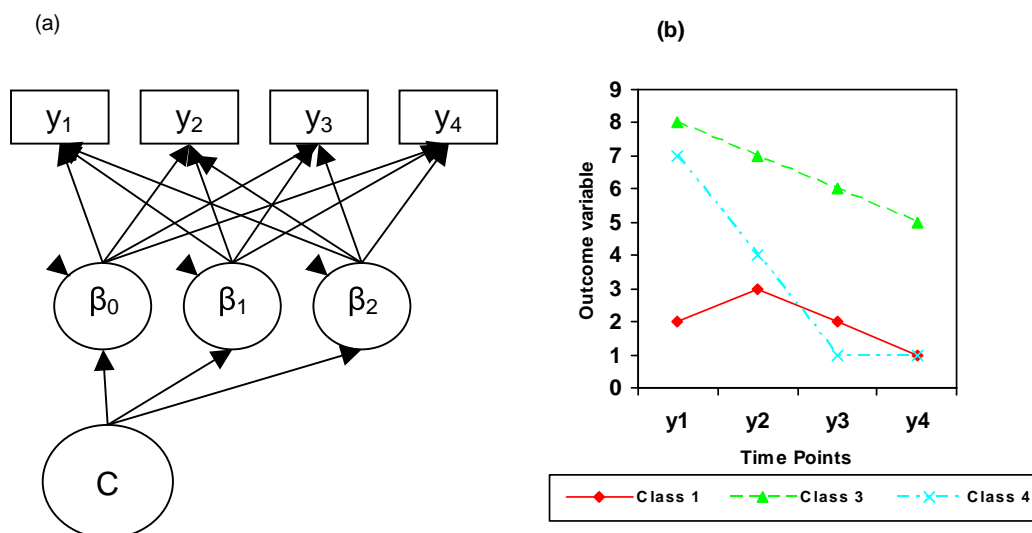 (a)
y₁ y₂ y₃ y₄
β₀ β₁ β₂
C
(b)
Outcome variable
9
8
7
6
5
4
3
2
1
0
y1 y2 y3 y4
Time Points
Class 1 Class 3 Class 4